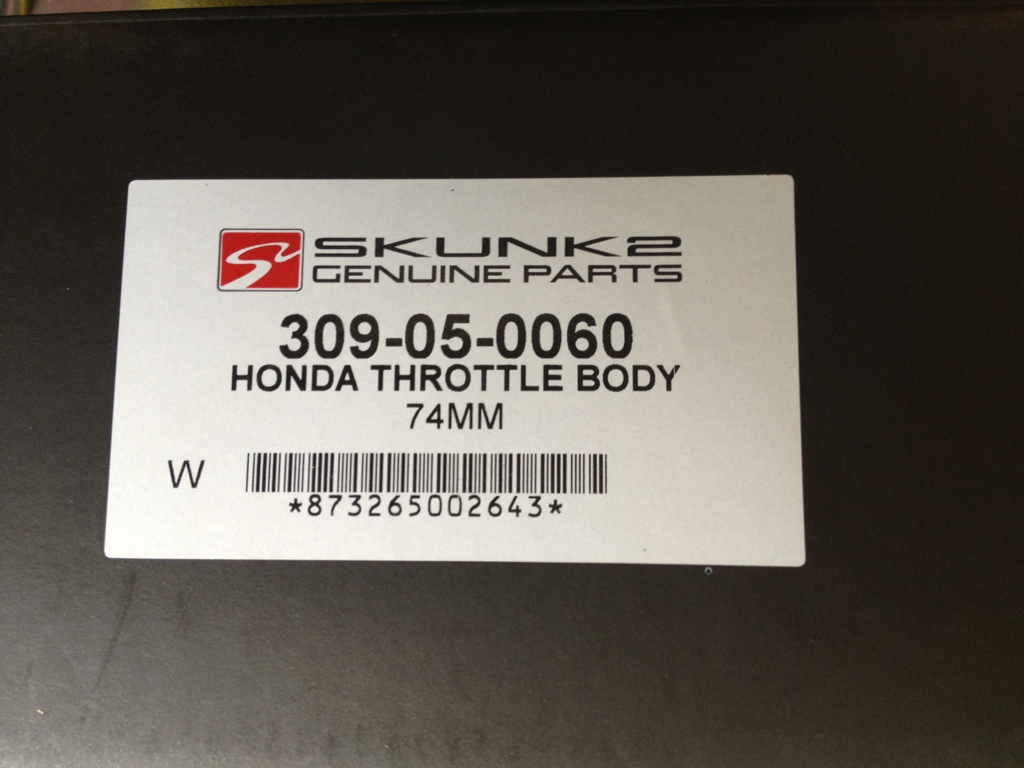 SKUNK2
GENUINE PARTS
309-05-0060
HONDA THROTTLE BODY
74MM
W
*873265002643*